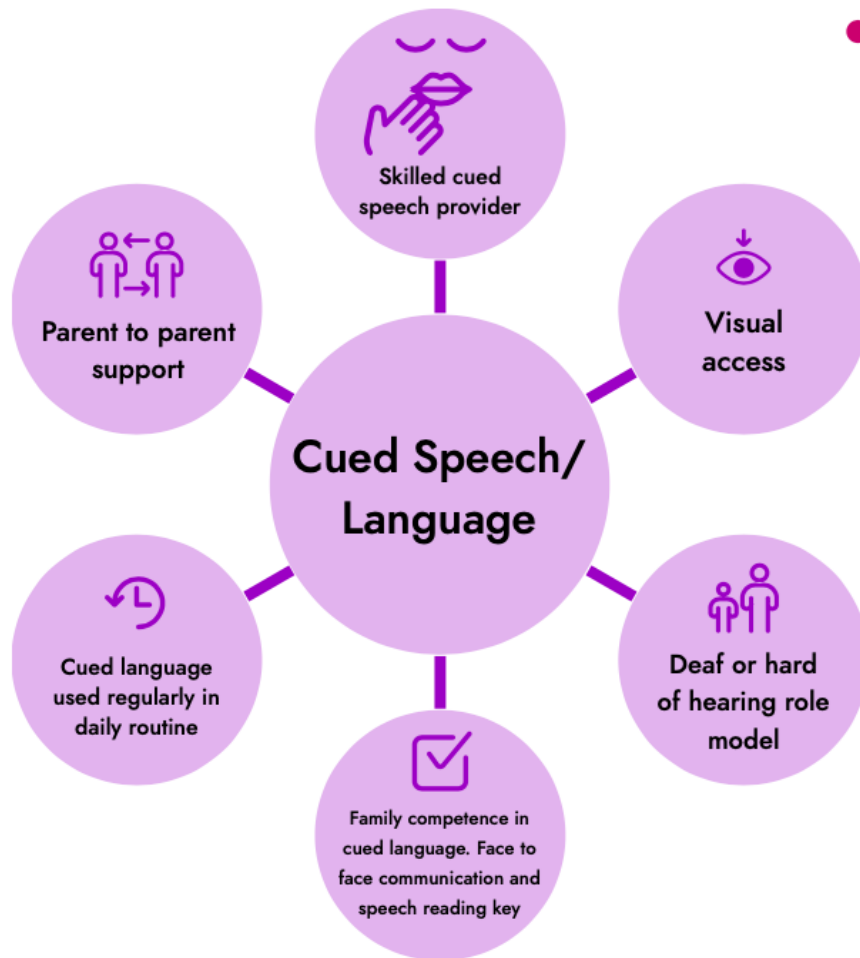 Skilled cued
speech provider
Parent to parent
support
Visual
access
Cued Speech/
Language
Cued language
used regularly in
daily routine
Deaf or hard
of hearing role
model
Family competence in
cued language. Face to
face communication and
speech reading key